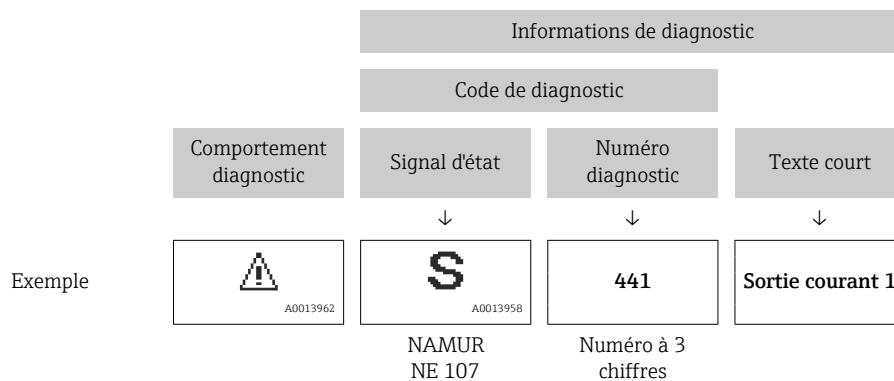 Informations de diagnostic
Code de diagnostic
Comportement
diagnostic
Signal d'état
Numéro
diagnostic
Texte court
↓ ↓ ↓
Exemple
A0013962
S
A0013958
441
Sortie courant 1
NAMUR
NE 107
Numéro à 3
chiffres